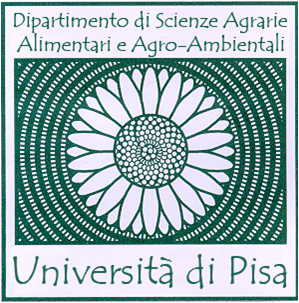 Dipartimento di Scienze Agrarie
Alimentari e Agro-Ambientali
Università di Pisa